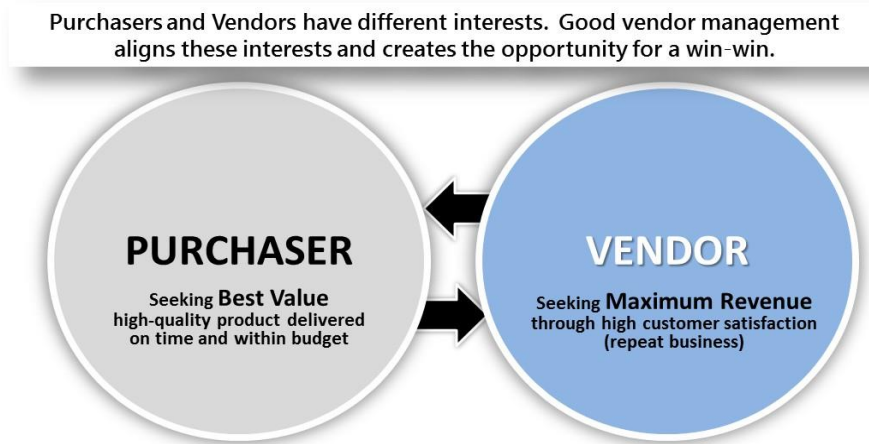 Purchasers and Vendors have different interests.  Good vendor management
aligns these interests and creates the opportunity for a win-win.
PURCHASER
Seeking Best Value
high-quality product delivered
on time and within budget
VENDOR
Seeking Maximum Revenue
through high customer satisfaction
(repeat business)